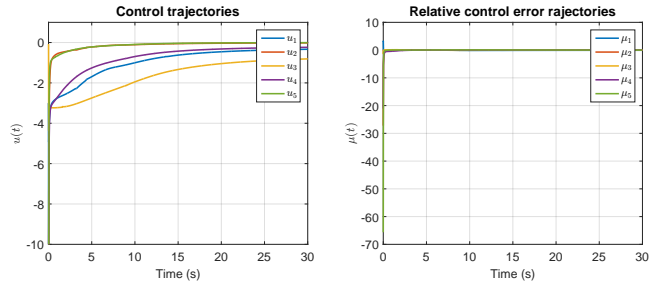 Control trajectories
0
-2
-4
-6
-8
-10
u(t)
0 5 10 15 20 25 30
Time (s)
u1
u2
u3
u4
u5
Relative control error rajectories
10
0
-10
-20
-30
-40
-50
-60
-70
μ(t)
0 5 10 15 20 25 30
Time (s)
μ1
μ2
μ3
μ4
μ5